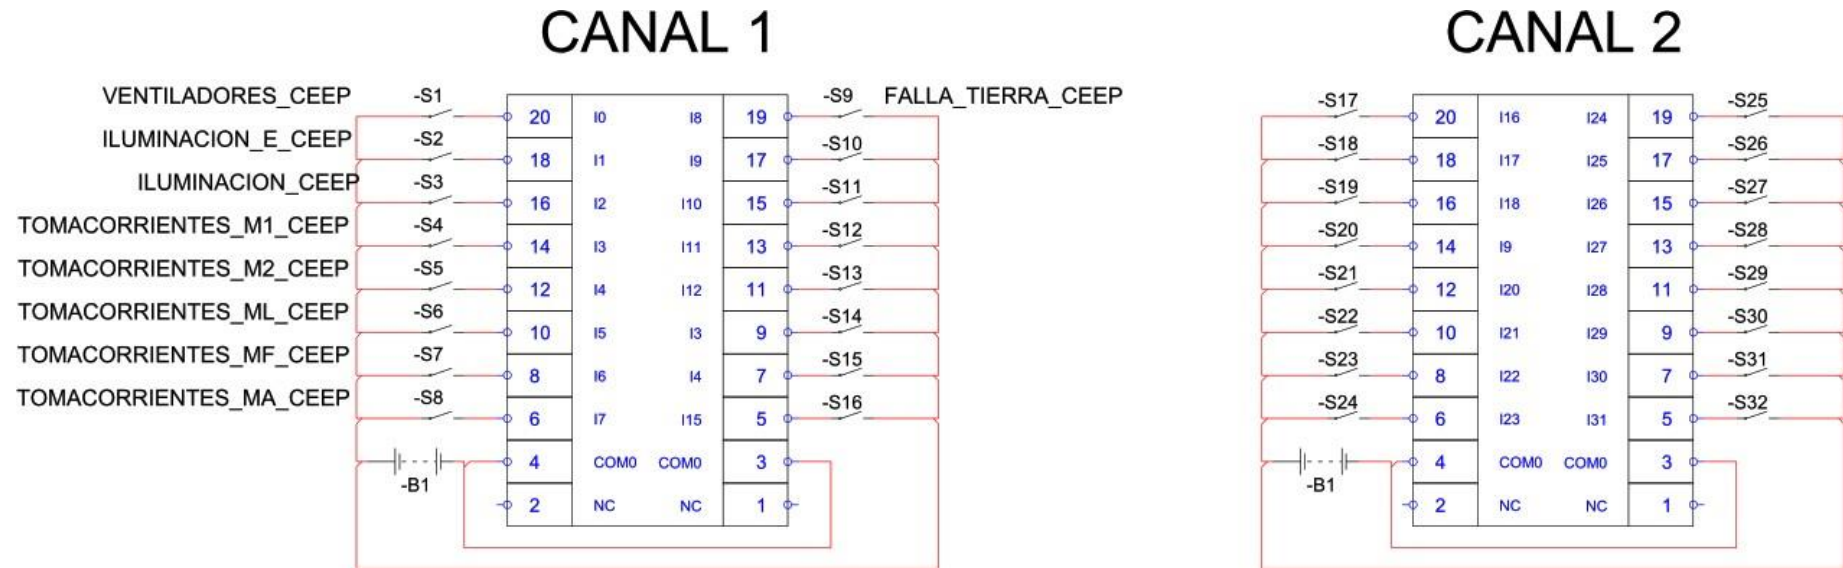 CANAL 1 CANAL 2
VENTILADORES_CEEP -S1 20 I0 I8 19 -S9 FALLA_TIERRA_CEEP -S17 20 I16 I24 19 -S25
ILUMINACION_E_CEEP -S2 18 I1 I9 17 -S10 -S18 18 I17 I25 17 -S26
ILUMINACION_CEEP -S3 16 I2 I10 15 -S11 -S19 16 I18 I26 15 -S27
TOMACORRIENTES_M1_CEEP -S4 14 I3 I11 13 -S12 -S20 14 I9 I27 13 -S28
TOMACORRIENTES_M2_CEEP -S5 12 I4 I12 11 -S13 -S21 12 I20 I28 11 -S29
TOMACORRIENTES_ML_CEEP -S6 10 I5 I3 9 -S14 -S22 10 I21 I29 9 -S30
TOMACORRIENTES_MF_CEEP -S7 8 I6 I4 7 -S15 -S23 8 I22 I30 7 -S31
TOMACORRIENTES_MA_CEEP -S8 6 I7 I15 5 -S16 -S24 6 I23 I31 5 -S32
-B1 4 COM0 COM0 3 -B1 4 COM0 COM0 3
2 NC NC 1 2 NC NC 1